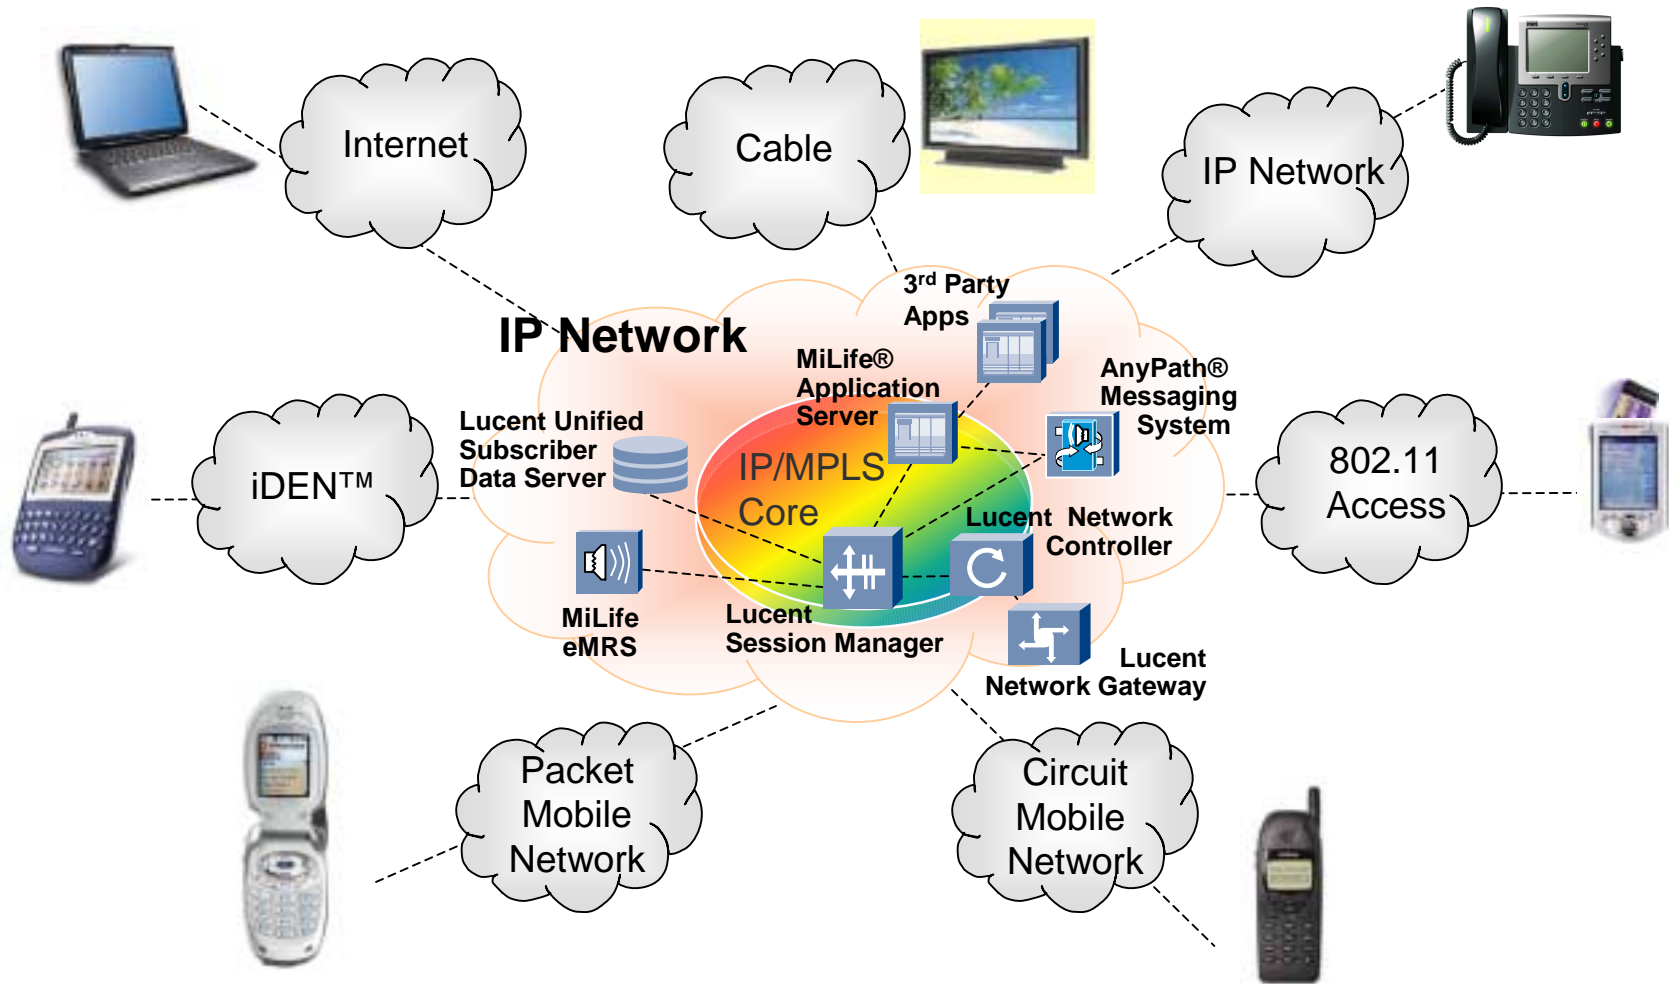 Internet
Cable
IP Network
3rd Party
Apps
IP Network
MiLife®
Application
Server
AnyPath®
Messaging
System
Lucent Unified
Subscriber
Data Server
iDEN™
IP/MPLS
Core
802.11
Access
Lucent Network
Controller
MiLife
eMRS
Lucent
Session Manager
Lucent
Network Gateway
Packet
Mobile
Network
Circuit
Mobile
Network